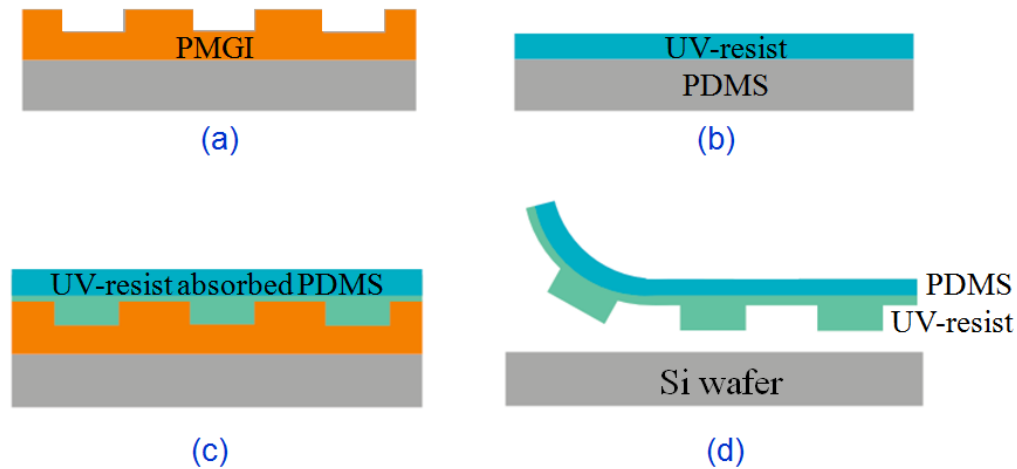 PMGI
(a)
UV-resist
PDMS
(b)
UV-resist absorbed PDMS
(c)
PDMS
UV-resist
Si wafer
(d)